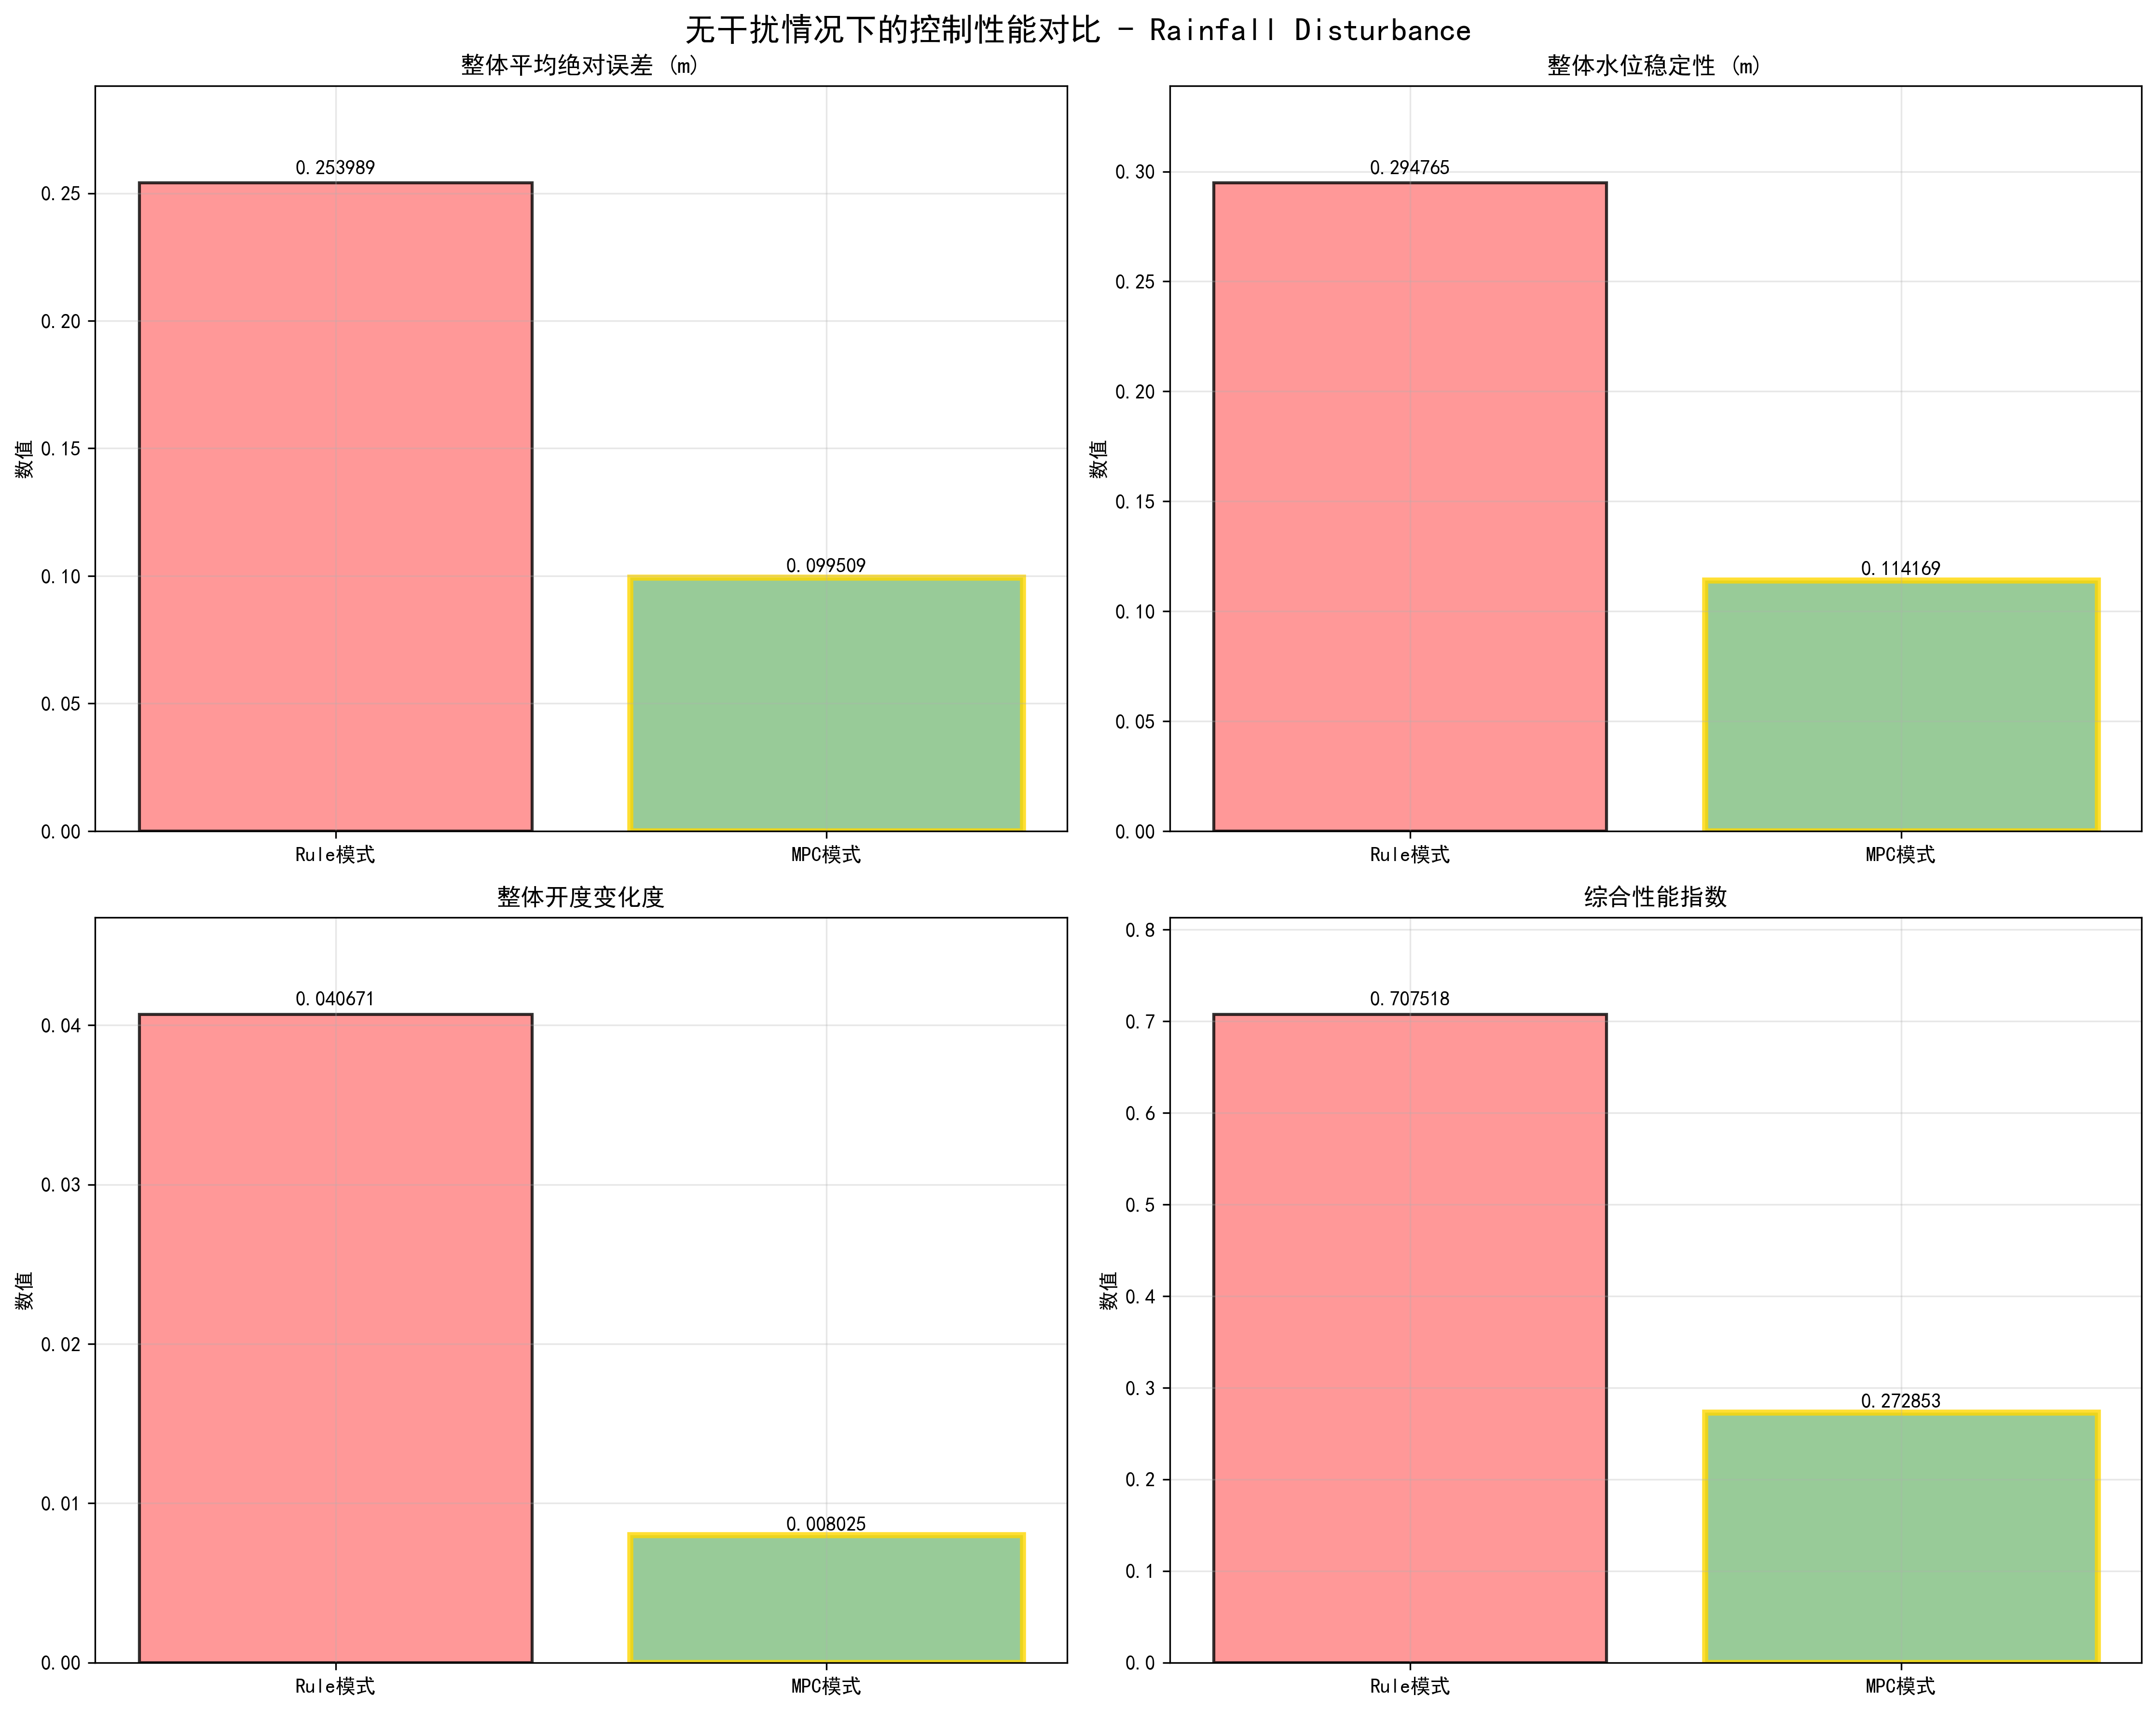 无干扰情况下的控制性能对比 - Rainfall Disturbance
整体平均绝对误差 (m)
数值
0.25
0.20
0.15
0.10
0.05
0.00
0.253989
0.099509
Rule模式
MPC模式
整体水位稳定性 (m)
数值
0.30
0.25
0.20
0.15
0.10
0.05
0.00
0.294765
0.114169
Rule模式
MPC模式
整体开度变化度
数值
0.04
0.03
0.02
0.01
0.00
0.040671
0.008025
Rule模式
MPC模式
综合性能指数
数值
0.8
0.7
0.6
0.5
0.4
0.3
0.2
0.1
0.0
0.707518
0.272853
Rule模式
MPC模式